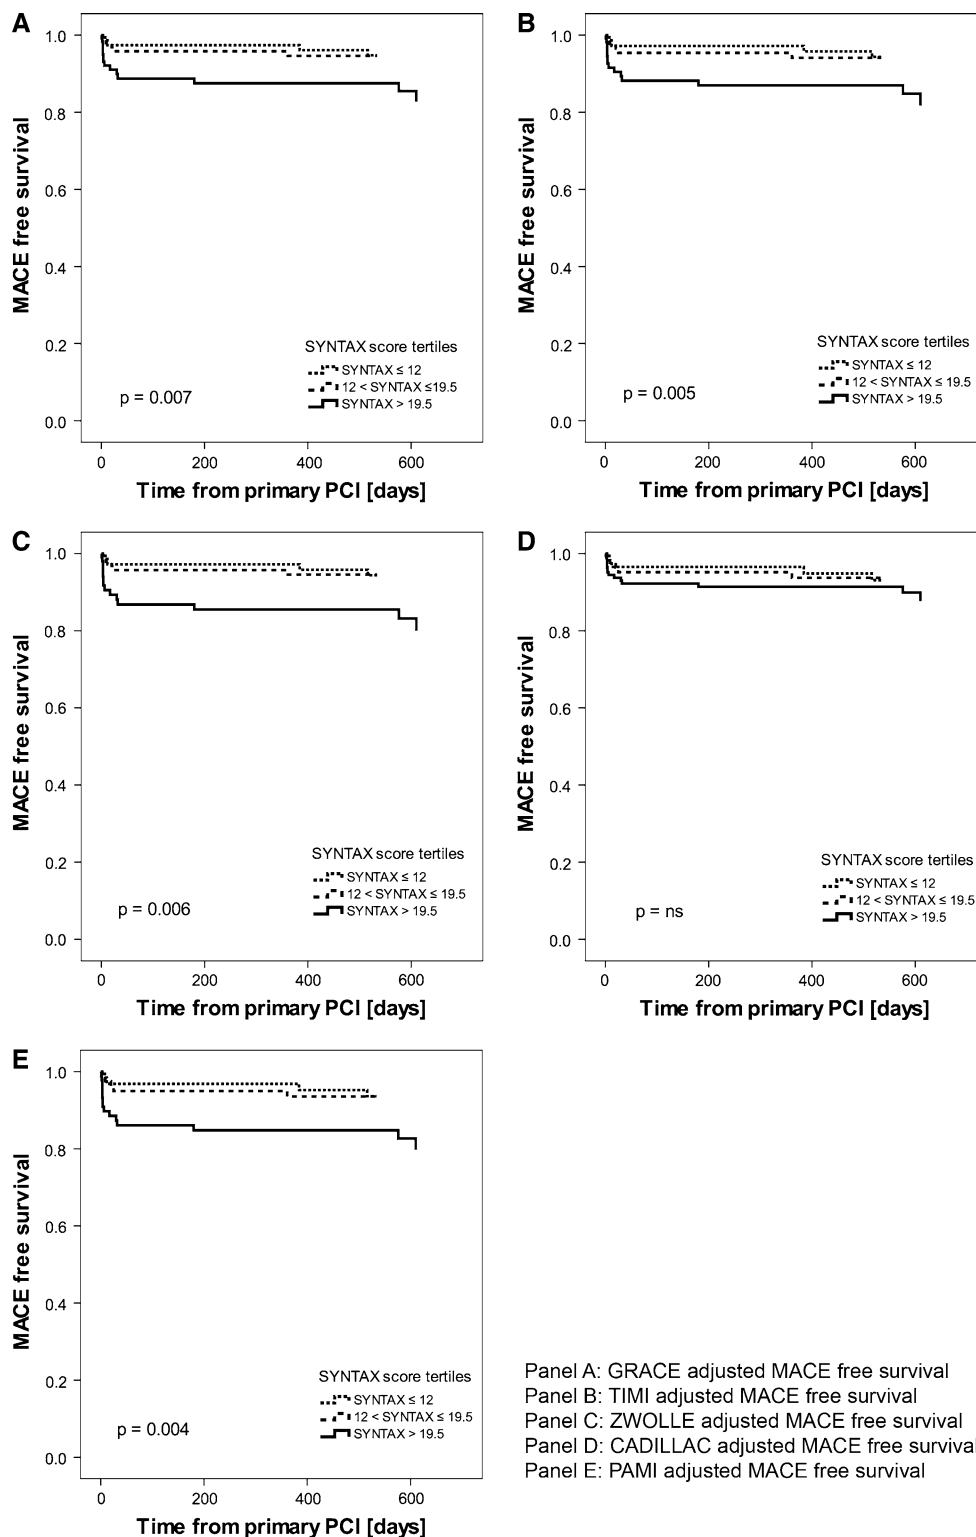 A
MACE free survival
1.0
0.8
0.6
0.4
0.2
0.0
SYNTAX score tertiles
SYNTAX ≤ 12
12 < SYNTAX ≤19.5
SYNTAX > 19.5
p = 0.007
0 200 400 600
Time from primary PCI [days]
B
MACE free survival
1.0
0.8
0.6
0.4
0.2
0.0
SYNTAX score tertiles
SYNTAX ≤ 12
12 < SYNTAX ≤ 19.5
SYNTAX > 19.5
p = 0.005
0 200 400 600
Time from primary PCI [days]
C
MACE free survival
1.0
0.8
0.6
0.4
0.2
0.0
SYNTAX score tertiles
SYNTAX ≤ 12
12 < SYNTAX ≤ 19.5
SYNTAX > 19.5
p = 0.006
0 200 400 600
Time from primary PCI [days]
D
MACE free survival
1.0
0.8
0.6
0.4
0.2
0.0
SYNTAX score tertiles
SYNTAX ≤ 12
12 < SYNTAX ≤ 19.5
SYNTAX > 19.5
p = ns
0 200 400 600
Time from primary PCI [days]
E
MACE free survival
1.0
0.8
0.6
0.4
0.2
0.0
SYNTAX score tertiles
SYNTAX ≤ 12
12 < SYNTAX ≤ 19.5
SYNTAX > 19.5
p = 0.004
0 200 400 600
Time from primary PCI [days]
Panel A: GRACE adjusted MACE free survival
Panel B: TIMI adjusted MACE free survival
Panel C: ZWOLLE adjusted MACE free survival
Panel D: CADILLAC adjusted MACE free survival
Panel E: PAMI adjusted MACE free survival